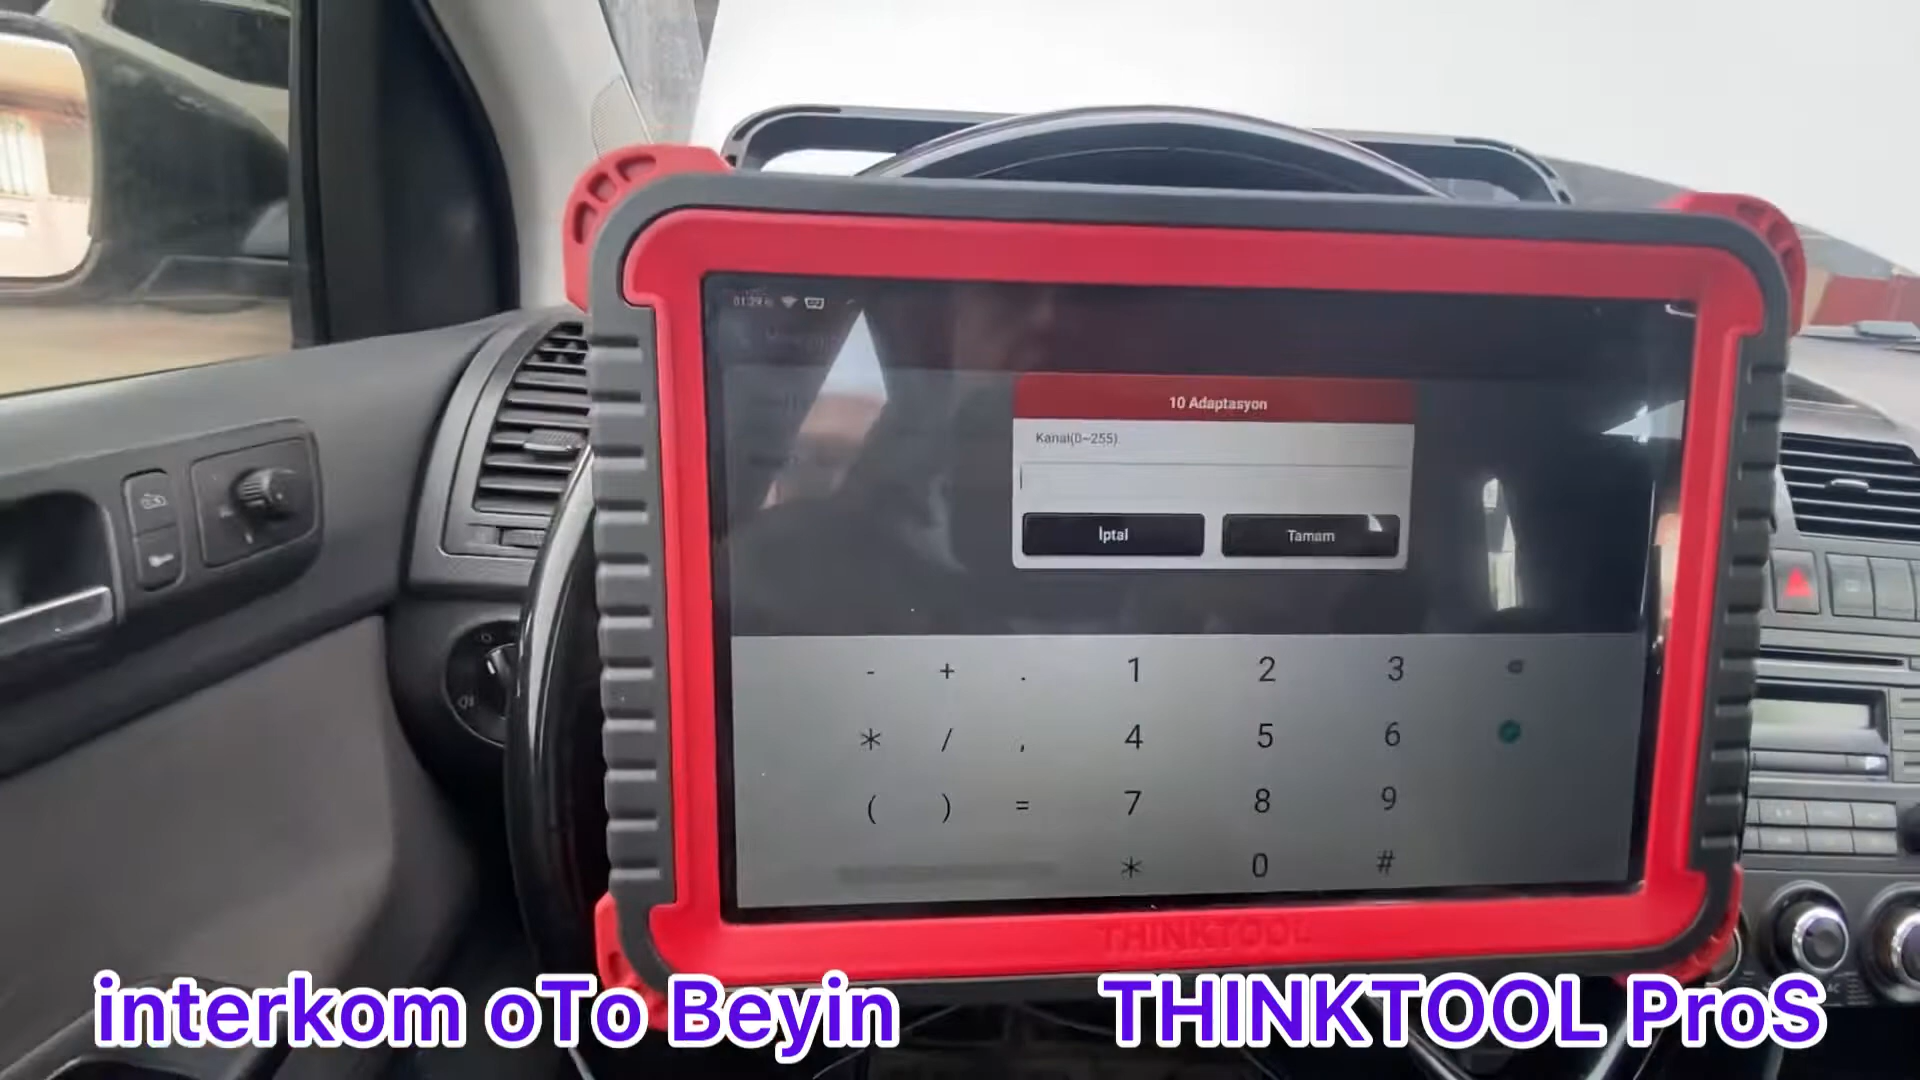 10 Adaptasyon
Kanal(0~255)
İptal
Tamam
- + . 1 2 3
* / , 4 5 6
( ) = 7 8 9
* 0 #
THINKTOOL
interkom oTo Beyin
THINKTOOL ProS